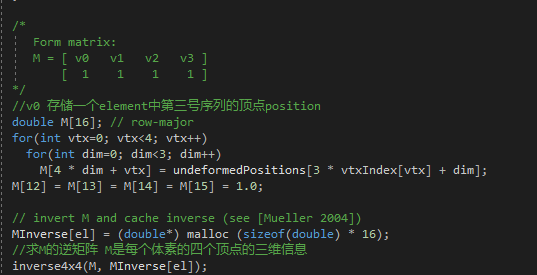 /*
Form matrix:
M = [ v0 v1 v2 v3 ]
[ 1 1 1 1 ]
*/
//v0 存储一个element中第三号序列的顶点position
double M[16]; // row-major
for(int vtx=0; vtx<4; vtx++)
for(int dim=0; dim<3; dim++)
M[4 * dim + vtx] = undeformedPositions[3 * vtxIndex[vtx] + dim];
M[12] = M[13] = M[14] = M[15] = 1.0;
// invert M and cache inverse (see [Mueller 2004])
MInverse[el] = (double*) malloc (sizeof(double) * 16);
//求M的逆矩阵 M是每个体素的四个顶点的三维信息
inverse4x4(M, MInverse[el]);